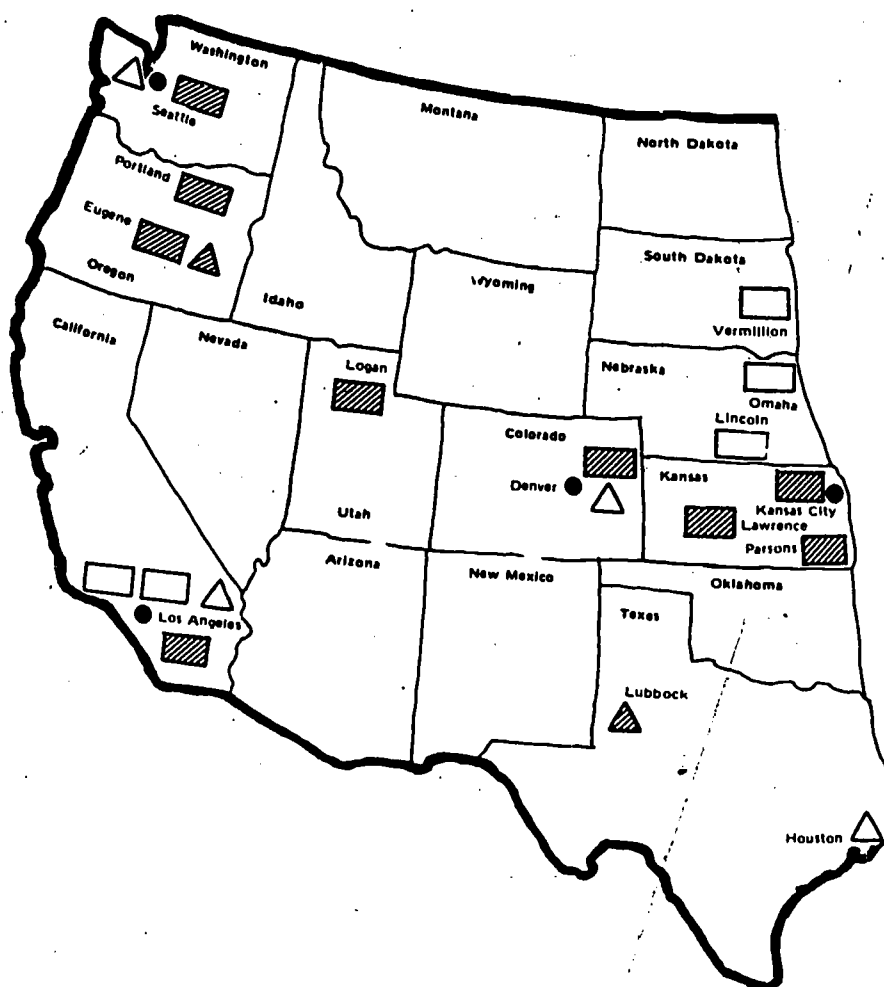 Washington
Seattle
Montana
North Dakota
Portland
Eugene
Oregon
Idaho
Wyoming
South Dakota
Vermillion
California
Nevada
Logan
Utah
Nebraska
Omaha
Lincoln
Colorado
Denver
Kansas
Kansas City
Lawrence
Parsons
Arizona
New Mexico
Oklahoma
Texas
Los Angeles
Lubbock
Houston